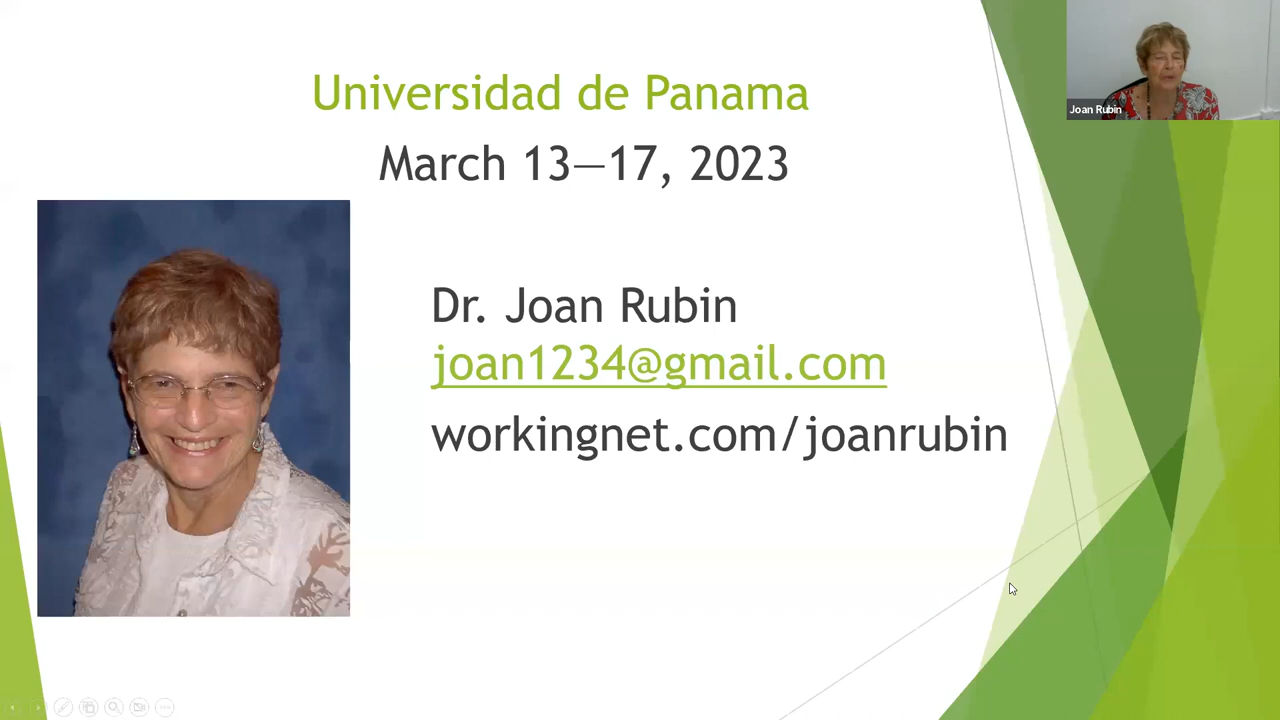 Universidad de Panama
March 13—17, 2023
Joan Rubin
Dr. Joan Rubin
joan1234@gmail.com
workingnet.com/joanrubin